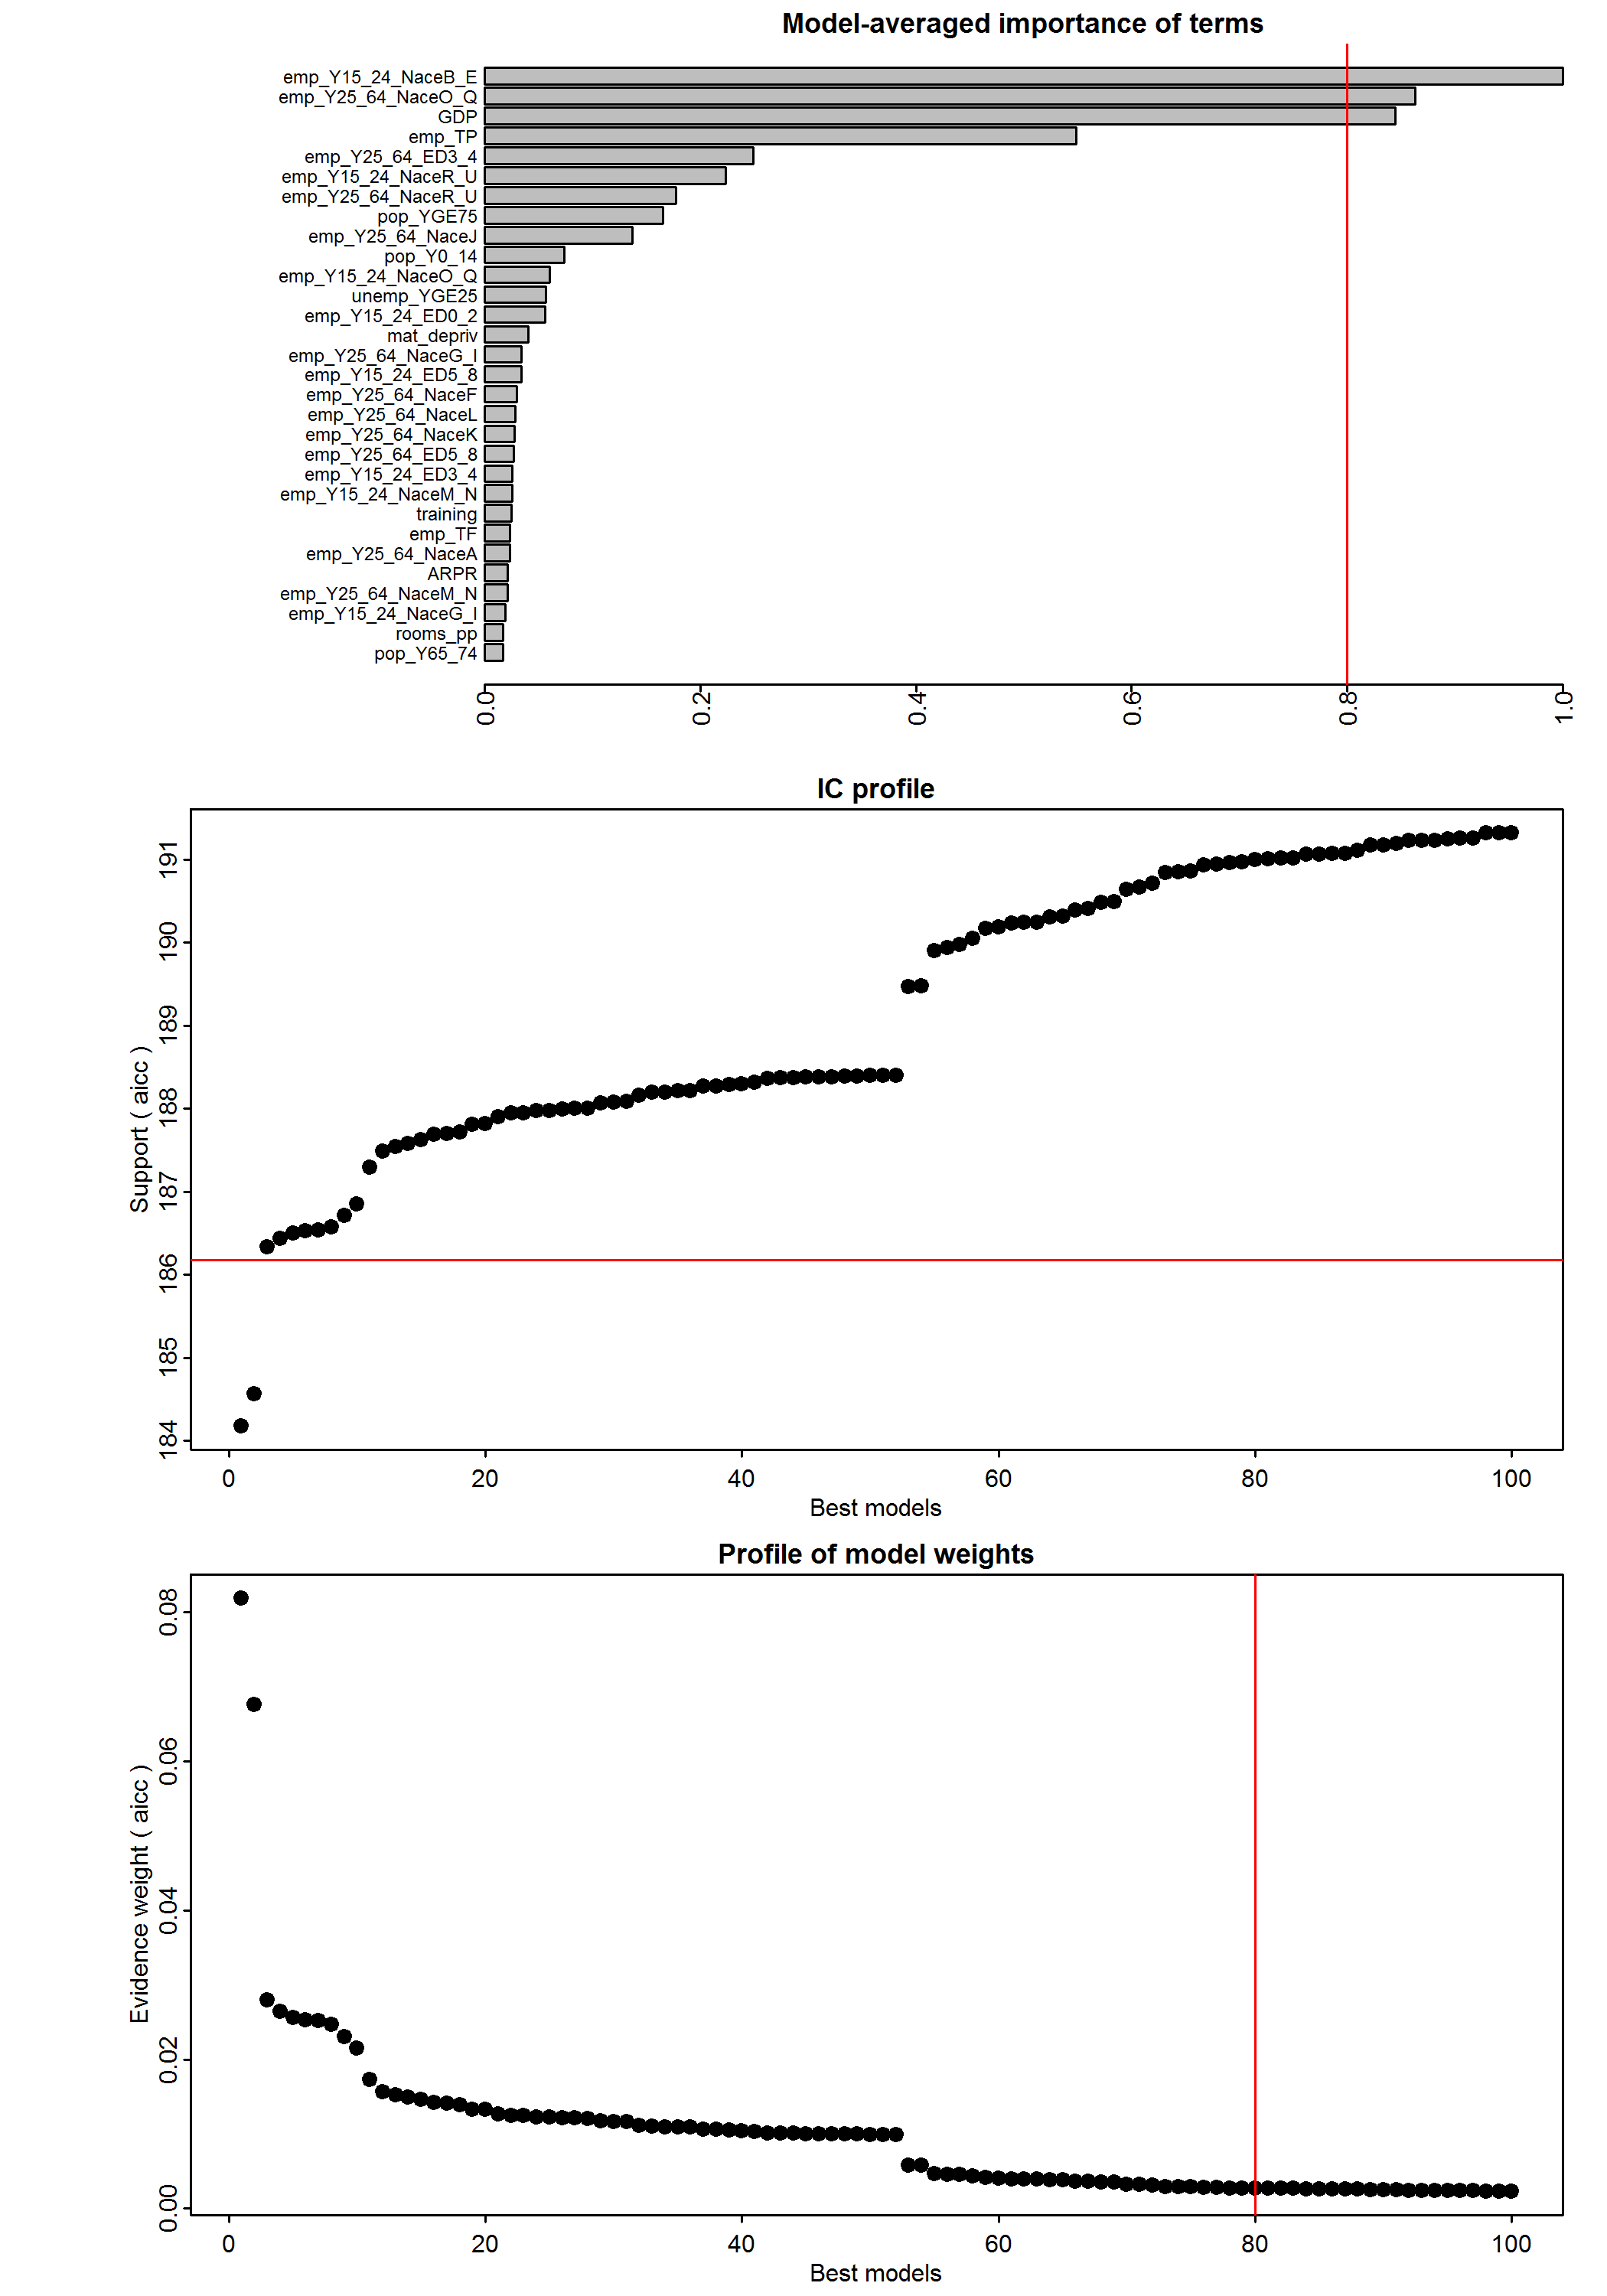 Model-averaged importance of terms
emp_Y15_24_NaceB_E
emp_Y25_64_NaceO_Q
GDP
emp_TP
emp_Y25_64_ED3_4
emp_Y15_24_NaceR_U
emp_Y25_64_NaceR_U
pop_YGE75
emp_Y25_64_NaceJ
pop_Y0_14
emp_Y15_24_NaceO_Q
unemp_YGE25
emp_Y15_24_ED0_2
mat_depriv
emp_Y25_64_NaceG_I
emp_Y15_24_ED5_8
emp_Y25_64_NaceF
emp_Y25_64_NaceL
emp_Y25_64_NaceK
emp_Y25_64_ED5_8
emp_Y15_24_ED3_4
emp_Y15_24_NaceM_N
training
emp_TF
emp_Y25_64_NaceA
ARPR
emp_Y25_64_NaceM_N
emp_Y15_24_NaceG_I
rooms_pp
pop_Y65_74
0.0 0.2 0.4 0.6 0.8 1.0
IC profile
Support ( aicc )
191
190
189
188
187
186
185
184
0 20 40 60 80 100
Best models
Profile of model weights
Evidence weight ( aicc )
0.08
0.06
0.04
0.02
0.00
0 20 40 60 80 100
Best models